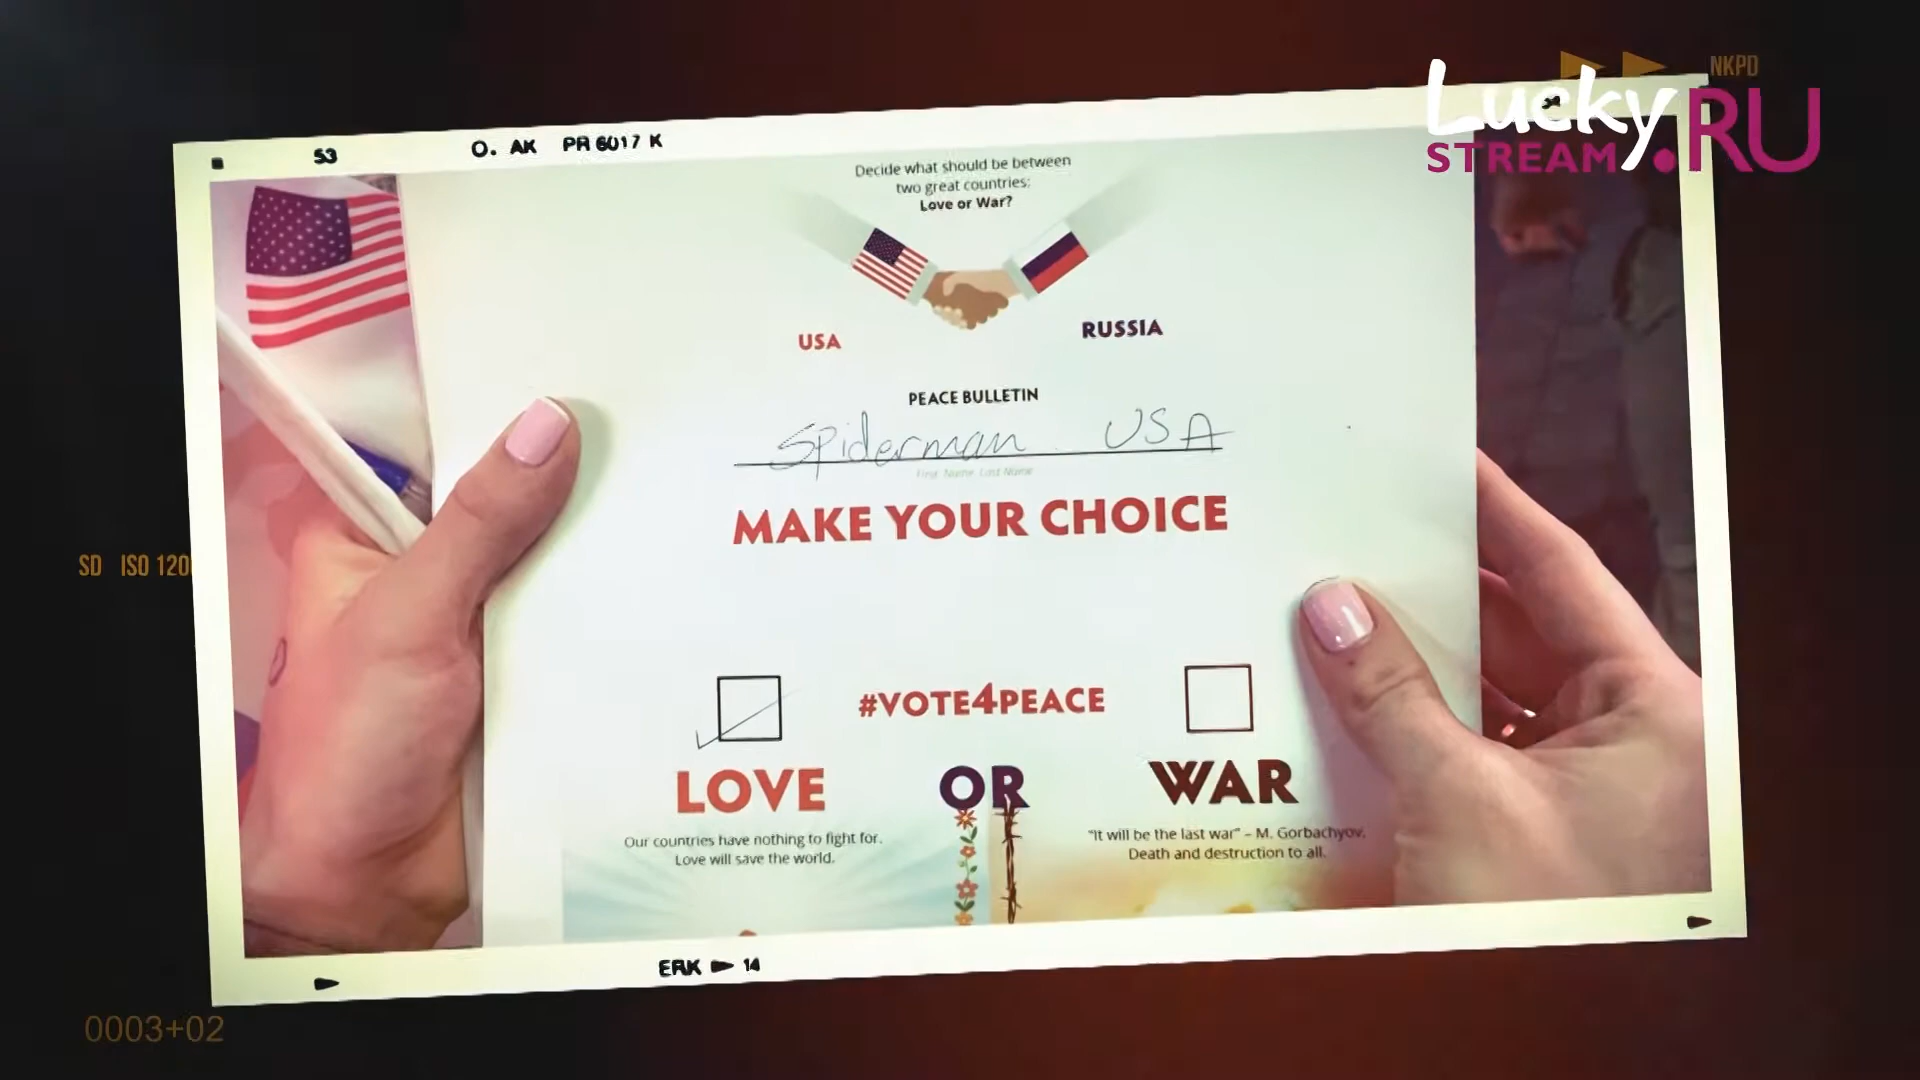 NKPD
Lucky.RU
STREAM
53
O. AK PR 6017 K
Decide what should be between
two great countries:
Love or War?
USA
RUSSIA
PEACE BULLETIN
Spiderman USA
First Name Last Name
MAKE YOUR CHOICE
SD ISO 120
#VOTE4PEACE
LOVE
OR
WAR
Our countries have nothing to fight for.
Love will save the world.
"It will be the last war" – M. Gorbachyov.
Death and destruction to all.
ERK 14
0003+02